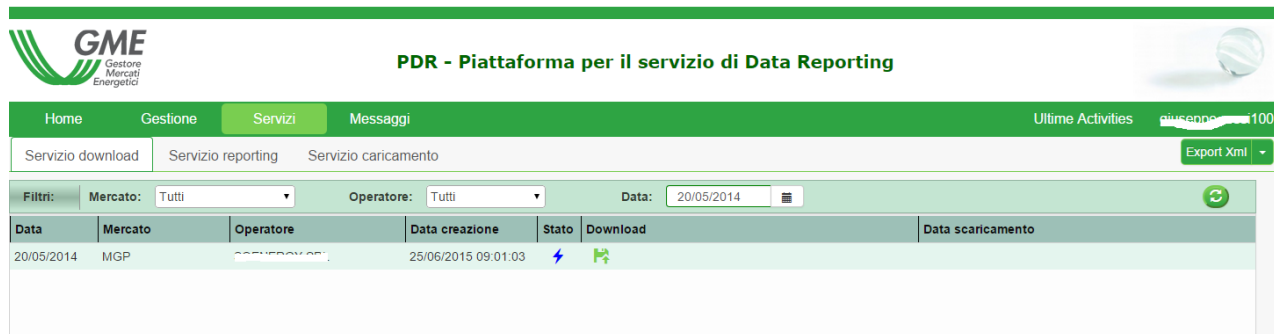 GME
Gestore
Mercati
Energetici
PDR - Piattaforma per il servizio di Data Reporting
Home Gestione Servizi Messaggi Ultime Activities
Servizio download Servizio reporting Servizio caricamento Export Xml
Filtri: Mercato: Tutti Operatore: Tutti Data: 20/05/2014
Data Mercato Operatore Data creazione Stato Download Data scaricamento
20/05/2014 MGP 25/06/2015 09:01:03